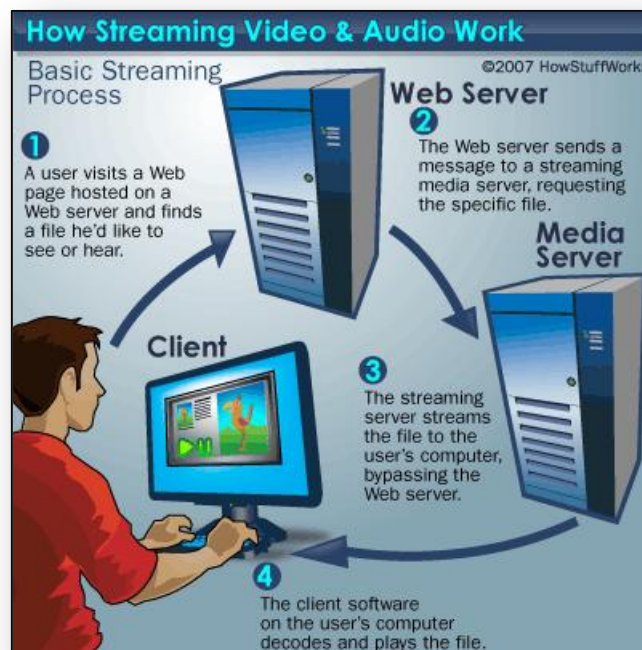 How Streaming Video & Audio Work
Basic Streaming
Process
©2007 HowStuffWork
Web Server
1
A user visits a Web
page hosted on a
Web server and finds
a file he'd like to
see or hear.
2
The Web server sends a
message to a streaming
media server, requesting
the specific file.
Media
Server
Client
3
The streaming
server streams
the file to the
user's computer,
bypassing the
Web server.
4
The client software
on the user's computer
decodes and plays the file.